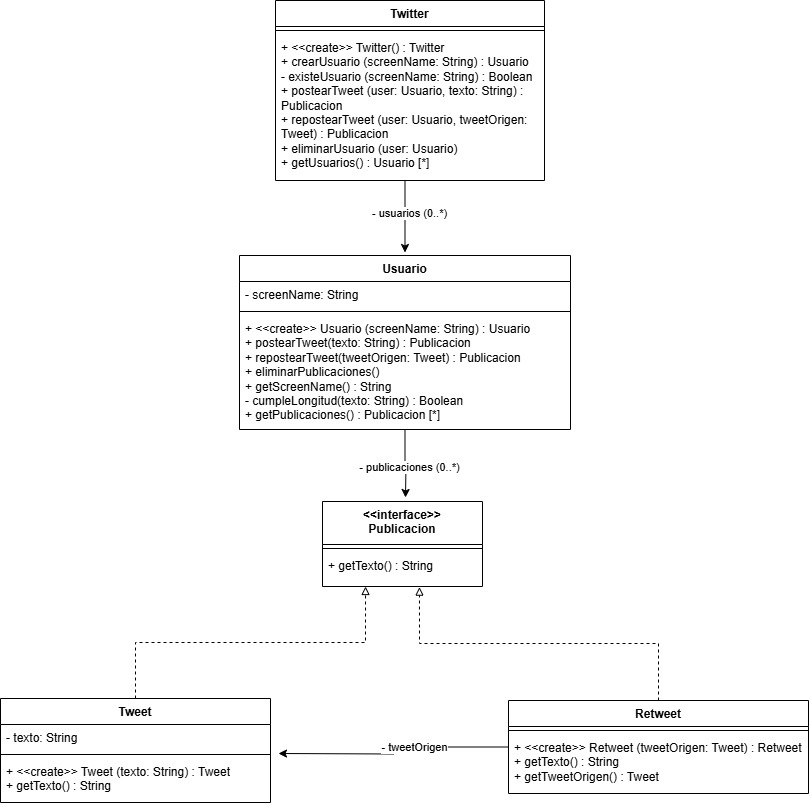 Twitter
+ <<create>> Twitter() : Twitter
+ crearUsuario (screenName: String) : Usuario
- existeUsuario (screenName: String) : Boolean
+ postearTweet (user: Usuario, texto: String) :
Publicacion
+ repostearTweet (user: Usuario, tweetOrigen:
Tweet) : Publicacion
+ eliminarUsuario (user: Usuario)
+ getUsuarios() : Usuario [*]
- usuarios (0..*)
Usuario
- screenName: String
+ <<create>> Usuario (screenName: String) : Usuario
+ postearTweet(texto: String) : Publicacion
+ repostearTweet(tweetOrigen: Tweet) : Publicacion
+ eliminarPublicaciones()
+ getScreenName() : String
- cumpleLongitud(texto: String) : Boolean
+ getPublicaciones() : Publicacion [*]
- publicaciones (0..*)
<<interface>>
Publicacion
+ getTexto() : String
Tweet
- texto: String
+ <<create>> Tweet (texto: String) : Tweet
+ getTexto() : String
- tweetOrigen
Retweet
+ <<create>> Retweet (tweetOrigen: Tweet) : Retweet
+ getTexto() : String
+ getTweetOrigen() : Tweet